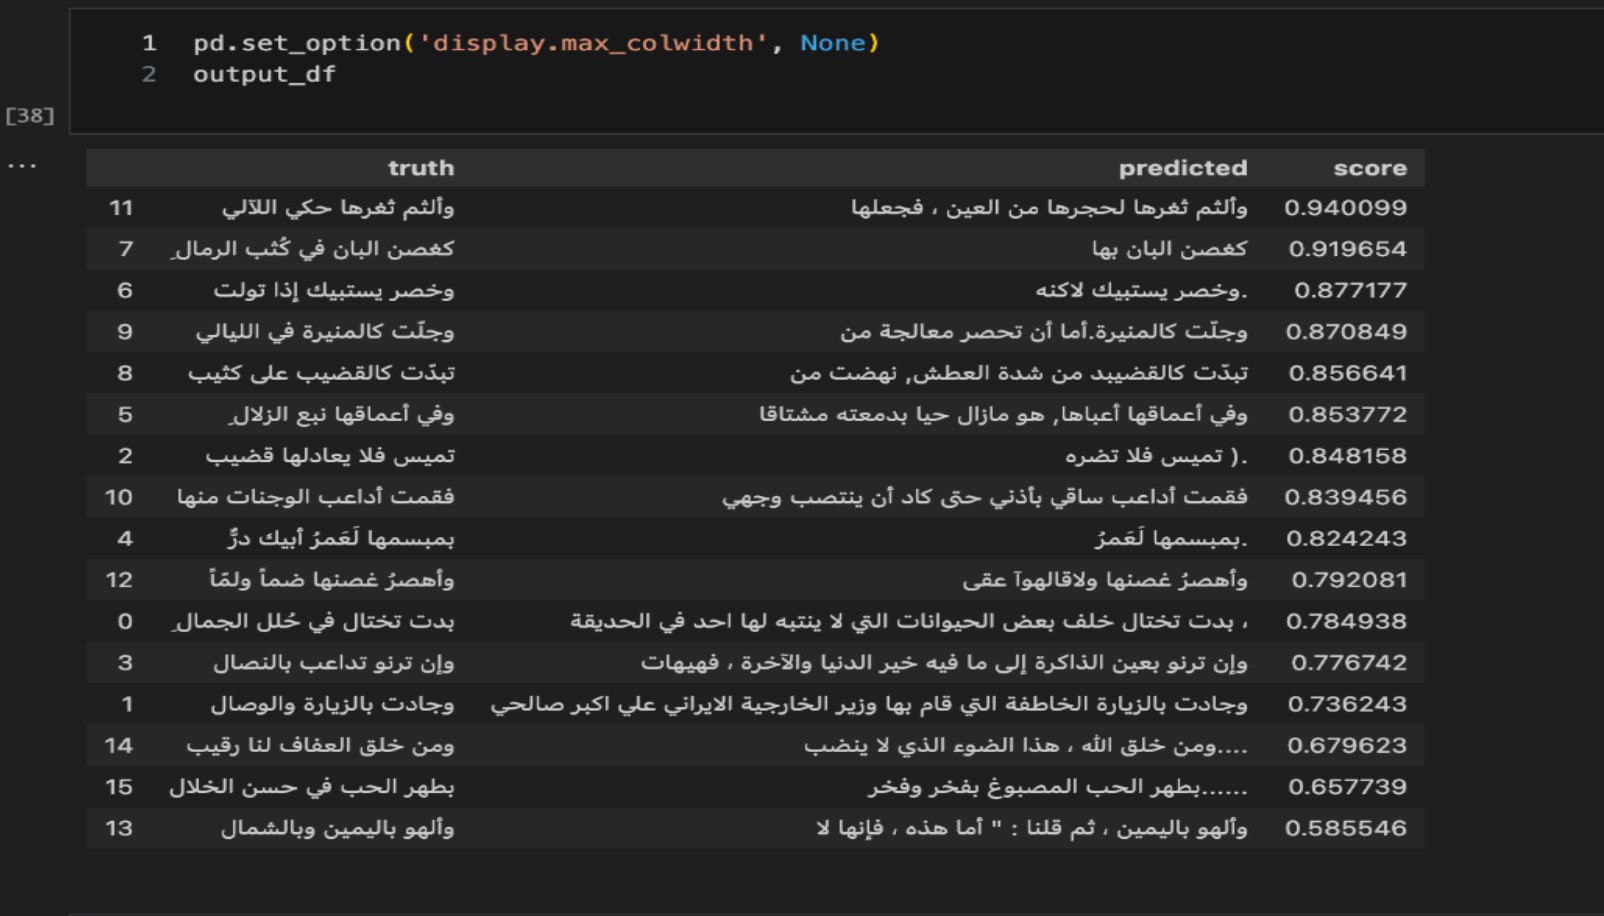 1 pd.set_option('display.max_colwidth', None)
2 output_df
[38]
...
truth predicted score
11 وألثم ثغرها حكي اللآلي وألثم ثغرها لحجرها من العين ، فجعلها 0.940099
7 كغصن البان في كُثب الرمالِ كغصن البان بها 0.919654
6 وخصر يستبيك إذا تولت وخصر يستبيك لاكنه. 0.877177
9 وجلّت كالمنيرة في الليالي وجلّت كالمنيرة.أما أن تحصر معالجة من 0.870849
8 تبدّت كالقضيب على كثيب تبدّت كالقضيبد من شدة العطش, نهضت من 0.856641
5 وفي أعماقها نبع الزلالِ وفي أعماقها أعباها, هو مازال حيا بدمعته مشتاقا 0.853772
2 تميس فلا يعادلها قضيب .( تميس فلا تضره 0.848158
10 فقمت أداعب الوجنات منها فقمت أداعب ساقي بأذني حتى كاد أن ينتصب وجهي 0.839456
4 بمبسمها لَعَمرُ أبيك درٌّ .بمبسمها لَعَمرُ 0.824243
12 وأهصرُ غصنها ضماً ولمّاً وأهصرُ غصنها ولاقالهوآ عقى 0.792081
0 بدت تختال في حُلل الجمالِ ، بدت تختال خلف بعض الحيوانات التي لا ينتبه لها احد في الحديقة 0.784938
3 وإن ترنو تداعب بالنصال وإن ترنو بعين الذاكرة إلى ما فيه خير الدنيا والآخرة ، فهيهات 0.776742
1 وجادت بالزيارة والوصال وجادت بالزيارة الخاطفة التي قام بها وزير الخارجية الايراني علي اكبر صالحي 0.736243
14 ومن خلق العفاف لنا رقيب ....ومن خلق الله ، هذا الضوء الذي لا ينضب 0.679623
15 بطهر الحب في حسن الخلال ......بطهر الحب المصبوغ بفخر وفخر 0.657739
13 وألهو باليمين وبالشمال وألهو باليمين ، ثم قلنا : " أما هذه ، فإنها لا 0.585546